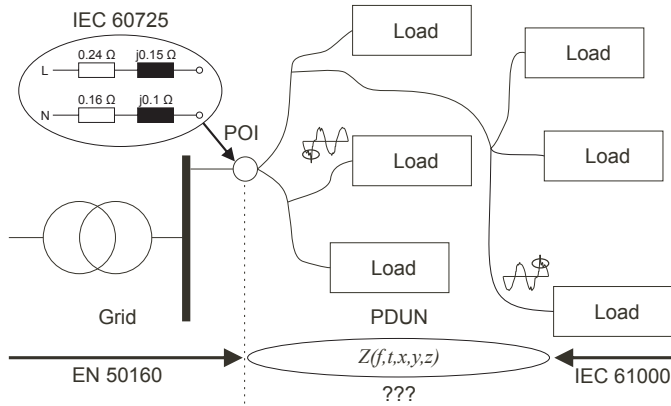 IEC 60725
0.24 Ω
j0.15 Ω
L
0.16 Ω
j0.1 Ω
N
POI
Load
Load
Load
Load
Load
Load
Grid
PDUN
Z(f,t,x,y,z)
EN 50160
IEC 61000
???